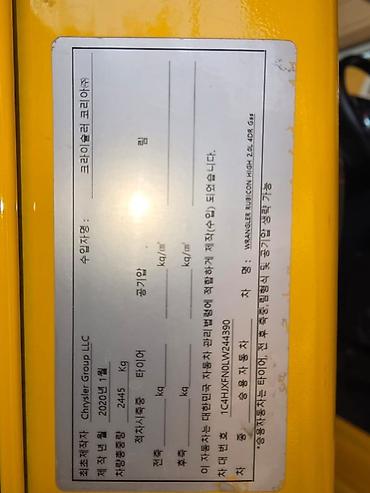 최초제작자 Chrysler Group LLC 수입자명 : 크라이슬러 코리아㈜
제 작 년 월 2020년 1월
차량총중량 2445 Kg
적차시축중 타이어 공기압 림
전축 kg kg/㎠
후축 kg kg/㎠
이 자동차는 대한민국 자동차 관리법령에 적합하게 제작(수입) 되었습니다.
차 대 번 호 1C4HJXFN0LW244390
차 종 승용자동차 차 명 : WRANGLER RUBICON HIGH 2.0L 4DR Gas
*승용자동차는 타이어, 전 후 축중,림형식 및 공기압 생략 가능